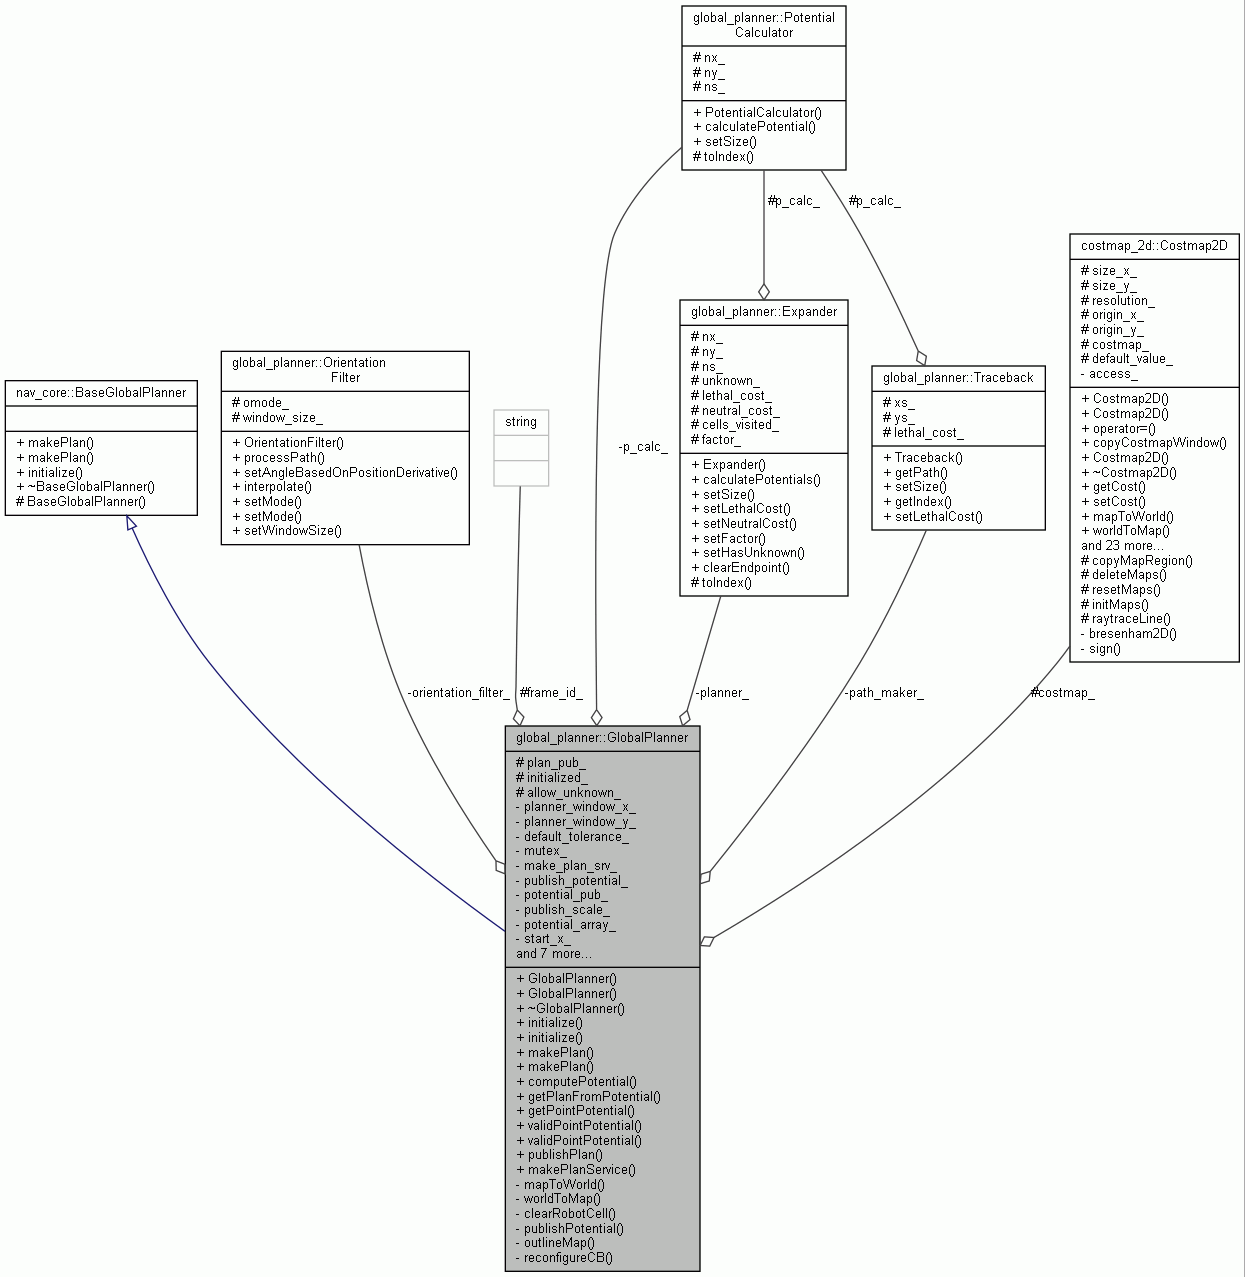 global_planner::Potential
Calculator
# nx_
# ny_
# ns_
+ PotentialCalculator()
+ calculatePotential()
+ setSize()
# toIndex()
#p_calc_
#p_calc_
costmap_2d::Costmap2D
# size_x_
# size_y_
# resolution_
# origin_x_
# origin_y_
# costmap_
# default_value_
- access_
+ Costmap2D()
+ Costmap2D()
+ operator=()
+ copyCostmapWindow()
+ Costmap2D()
+ ~Costmap2D()
+ getCost()
+ setCost()
+ mapToWorld()
+ worldToMap()
and 23 more...
# copyMapRegion()
# deleteMaps()
# resetMaps()
# initMaps()
# raytraceLine()
- bresenham2D()
- sign()
global_planner::Expander
# nx_
# ny_
# ns_
# unknown_
# lethal_cost_
# neutral_cost_
# cells_visited_
# factor_
+ Expander()
+ calculatePotentials()
+ setSize()
+ setLethalCost()
+ setNeutralCost()
+ setFactor()
+ setHasUnknown()
+ clearEndpoint()
# toIndex()
global_planner::Traceback
# xs_
# ys_
# lethal_cost_
+ Traceback()
+ getPath()
+ setSize()
+ getIndex()
+ setLethalCost()
global_planner::Orientation
Filter
# omode_
# window_size_
+ OrientationFilter()
+ processPath()
+ setAngleBasedOnPositionDerivative()
+ interpolate()
+ setMode()
+ setMode()
+ setWindowSize()
nav_core::BaseGlobalPlanner
+ makePlan()
+ makePlan()
+ initialize()
+ ~BaseGlobalPlanner()
# BaseGlobalPlanner()
string
-p_calc_
-orientation_filter_
#frame_id_
-planner_
-path_maker_
#costmap_
global_planner::GlobalPlanner
# plan_pub_
# initialized_
# allow_unknown_
- planner_window_x_
- planner_window_y_
- default_tolerance_
- mutex_
- make_plan_srv_
- publish_potential_
- potential_pub_
- publish_scale_
- potential_array_
- start_x_
and 7 more...
+ GlobalPlanner()
+ GlobalPlanner()
+ ~GlobalPlanner()
+ initialize()
+ initialize()
+ makePlan()
+ makePlan()
+ computePotential()
+ getPlanFromPotential()
+ getPointPotential()
+ validPointPotential()
+ validPointPotential()
+ publishPlan()
+ makePlanService()
- mapToWorld()
- worldToMap()
- clearRobotCell()
- publishPotential()
- outlineMap()
- reconfigureCB()